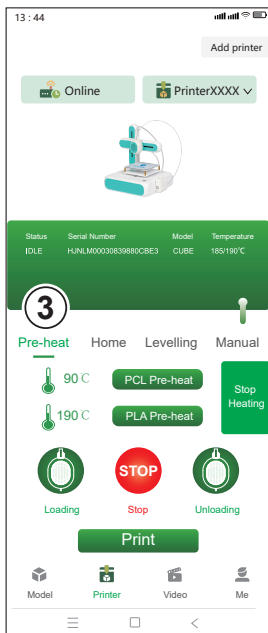 13 : 44
Add printer
Online
PrinterXXXX
Status Serial Number Model Temperature
IDLE HJNLM00030839880CBE3 CUBE 185/190℃
3
Pre-heat Home Levelling Manual
90℃ PCL Pre-heat
190℃ PLA Pre-heat
Stop
Heating
STOP
Loading Stop Unloading
Print
Model Printer Video Me